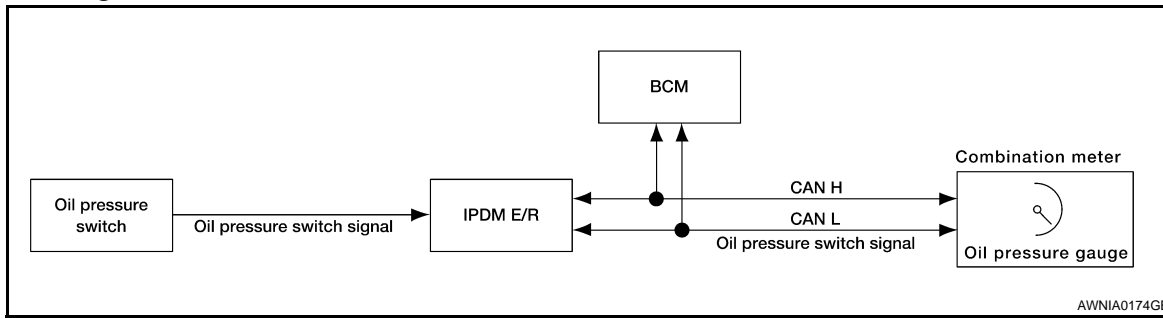 BCM
Combination meter
Oil pressure
switch
Oil pressure switch signal
IPDM E/R
CAN H
CAN L
Oil pressure switch signal
Oil pressure gauge